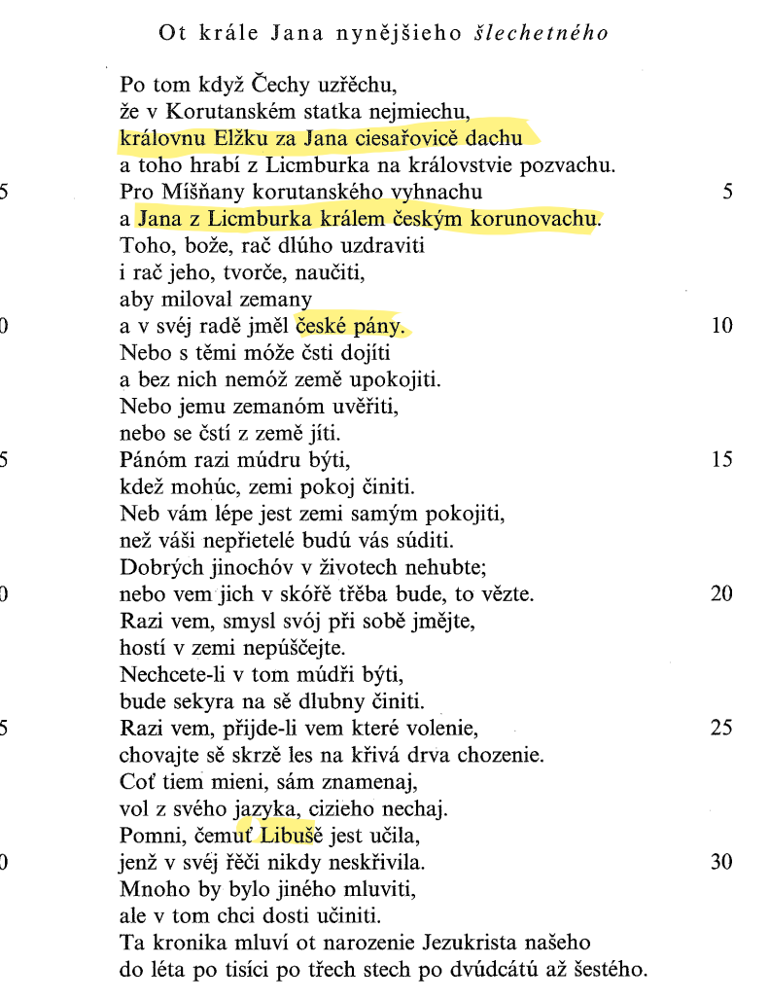 Ot krále Jana nynějšieho šlechetného
Po tom když Čechy uzřěchu,
že v Korutanském statka nejmiechu,
královnu Elžku za Jana ciesařovicě dachu
a toho hrabí z Licmburka na královstvie pozvachu.
5 Pro Míšňany korutanského vyhnachu 5
a Jana z Licmburka králem českým korunovachu.
Toho, bože, rač dlúho uzdraviti
i rač jeho, tvorče, naučiti,
aby miloval zemany
0 a v svéj radě jměl české pány. 10
Nebo s těmi móže čsti dojíti
a bez nich nemóž země upokojiti.
Nebo jemu zemanóm uvěřiti,
nebo se čstí z země jíti.
5 Pánóm razi múdru býti, 15
kdež mohúc, zemi pokoj činiti.
Neb vám lépe jest zemi samým pokojiti,
než váši nepřietelé budú vás súditi.
Dobrých jinochóv v životech nehubte;
0 nebo vem jich v skóřě třěba bude, to vězte. 20
Razi vem, smysl svój při sobě jmějte,
hostí v zemi nepúščejte.
Nechcete-li v tom múdři býti,
bude sekyra na sě dlubny činiti.
5 Razi vem, přijde-li vem které volenie, 25
chovajte sě skrzě les na křivá drva chozenie.
Coť tiem mieni, sám znamenaj,
vol z svého jazyka, cizieho nechaj.
Pomni, čemuť Libušě jest učila,
0 jenž v svéj řěči nikdy neskřivila. 30
Mnoho by bylo jiného mluviti,
ale v tom chci dosti učiniti.
Ta kronika mluví ot narozenie Jezukrista našeho
do léta po tisíci po třech stech po dvúdcátú až šestého.